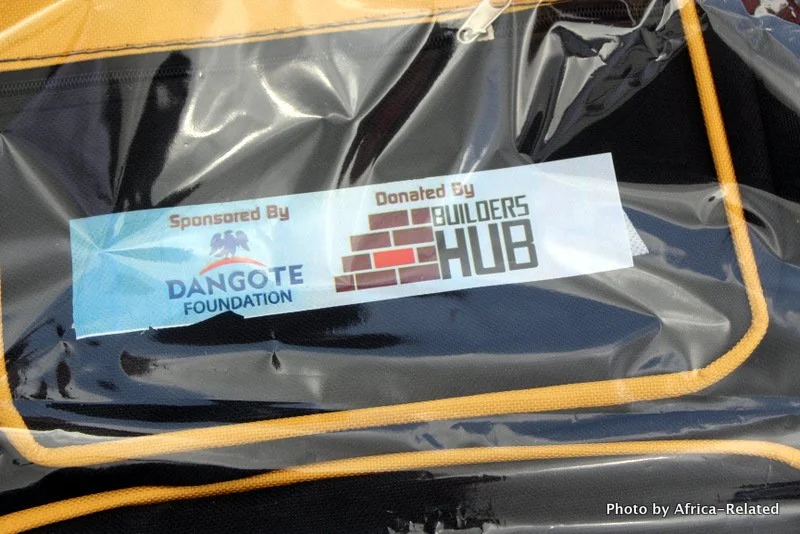 Sponsored By
DANGOTE
FOUNDATION
Donated By
BUILDERS
HUB
Photo by Africa-Related